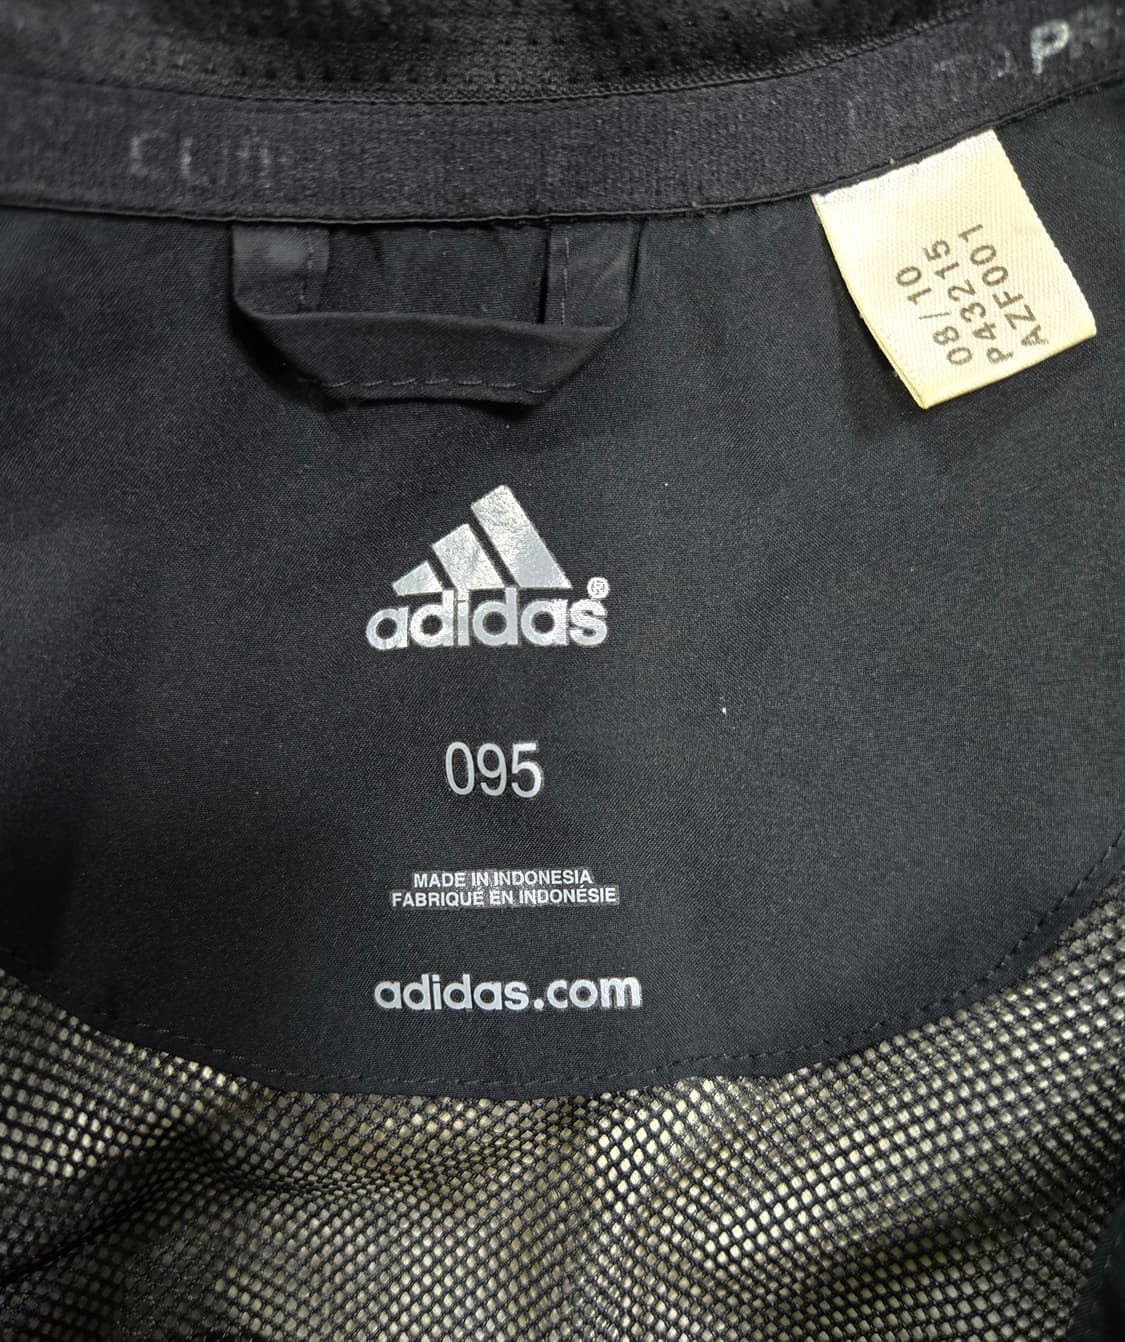 08/10
P43215
AZF001
adidas®
095
MADE IN INDONESIA
FABRIQUÉ EN INDONÉSIE
adidas.com